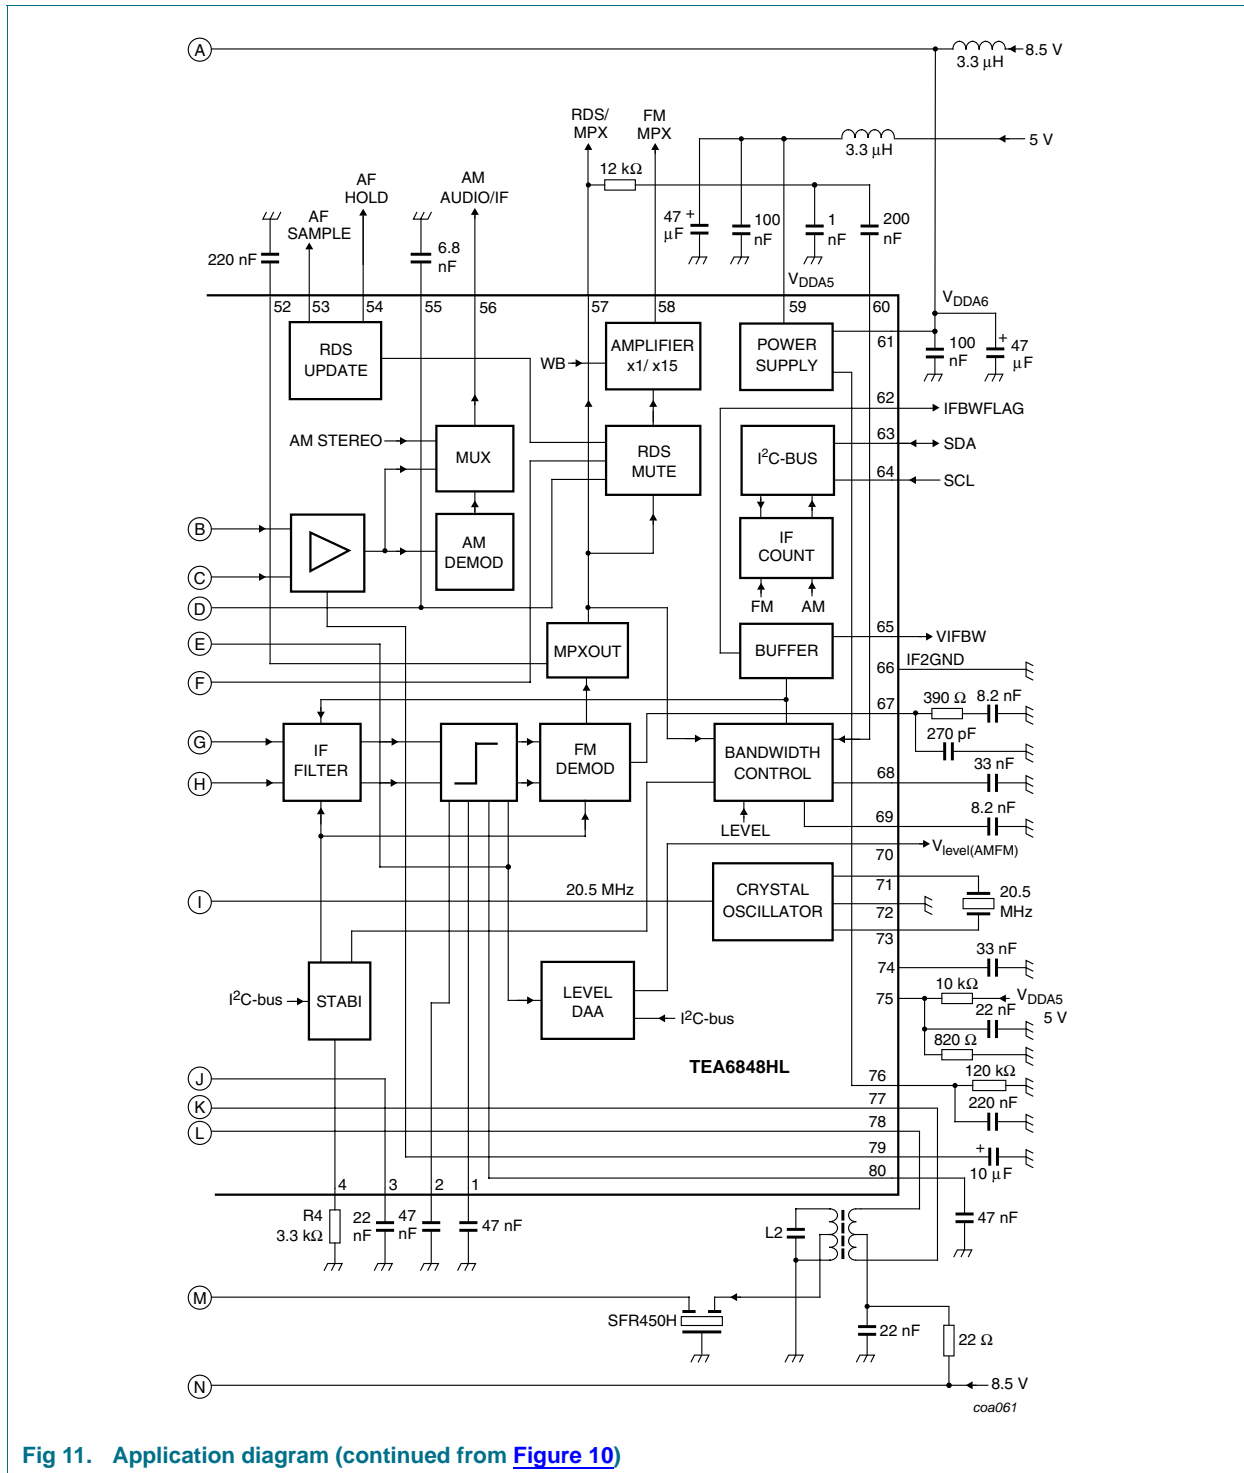 A
8.5 V
3.3 μH
RDS/
MPX
FM
MPX
5 V
3.3 μH
12 kΩ
AF
HOLD
AM
AUDIO/IF
AF
SAMPLE
220 nF
6.8
nF
47
μF
+
100
nF
1
nF
200
nF
VDDA5
VDDA6
52
53
54
55
56
57
58
59
60
61
100
nF
+
47
μF
RDS
UPDATE
WB
AMPLIFIER
x1/ x15
POWER
SUPPLY
62
IFBWFLAG
AM STEREO
MUX
RDS
MUTE
I2C-BUS
63
SDA
64
SCL
B
AM
DEMOD
IF
COUNT
C
D
FM
AM
E
MPXOUT
BUFFER
65
VIFBW
66
IF2GND
F
67
390 Ω
8.2 nF
270 pF
G
IF
FILTER
FM
DEMOD
BANDWIDTH
CONTROL
33 nF
68
H
LEVEL
69
8.2 nF
70
Vlevel(AMFM)
I
20.5 MHz
CRYSTAL
OSCILLATOR
71
72
73
20.5
MHz
74
33 nF
I2C-bus
STABI
LEVEL
DAA
I2C-bus
75
10 kΩ
VDDA5
5 V
22 nF
820 Ω
TEA6848HL
J
76
120 kΩ
K
77
220 nF
L
78
79
+
10 μF
80
4
3
2
1
R4
3.3 kΩ
22
nF
47
nF
47 nF
L2
47 nF
M
SFR450H
22 nF
22 Ω
N
8.5 V
coa061
Fig 11. Application diagram (continued from Figure 10)